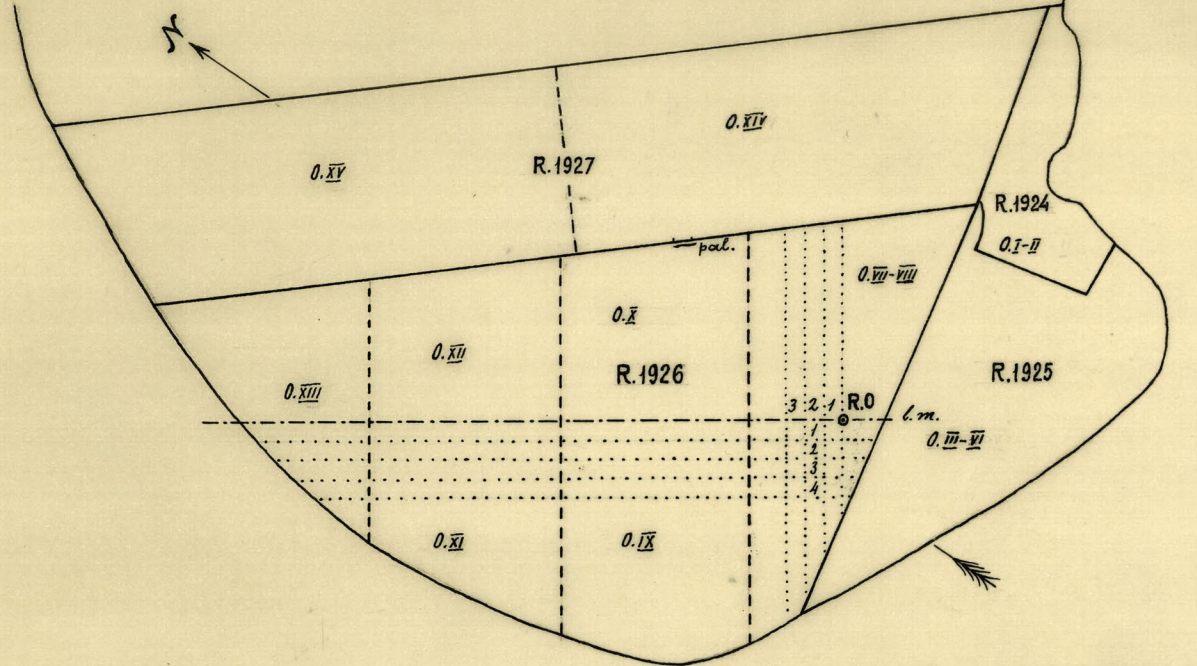 N
O.XIV
O.XV
R.1927
R.1924
pal.
O.I-II
O.VII-VIII
O.X
O.XII
R.1926
R.1925
O.XIII
3 2 1 R.O
l.m.
1
O.III-VI
2
3
4
O.XI
O.IX